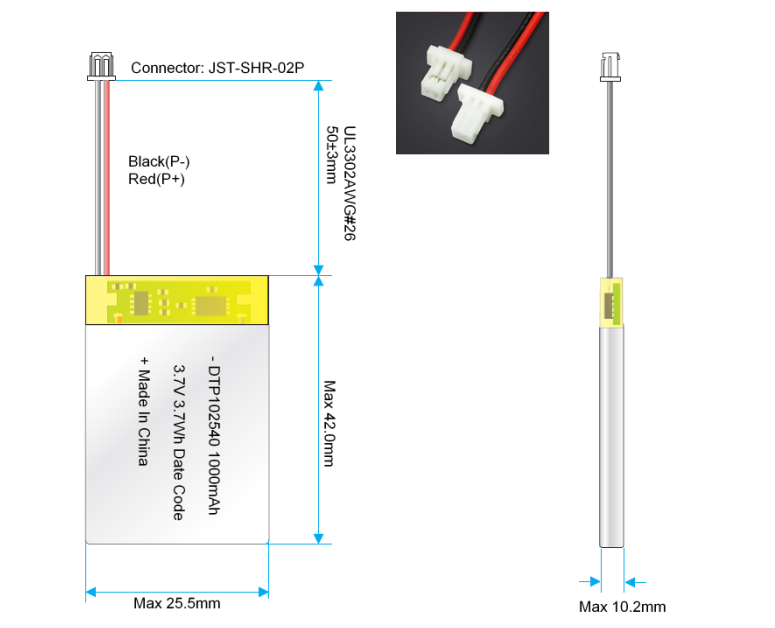 Connector: JST-SHR-02P
Black(P-)
Red(P+)
UL3302AWG#26
50±3mm
- DTP102540 1000mAh
3.7V 3.7Wh Date Code
+ Made In China
Max 42.0mm
Max 25.5mm
Max 10.2mm